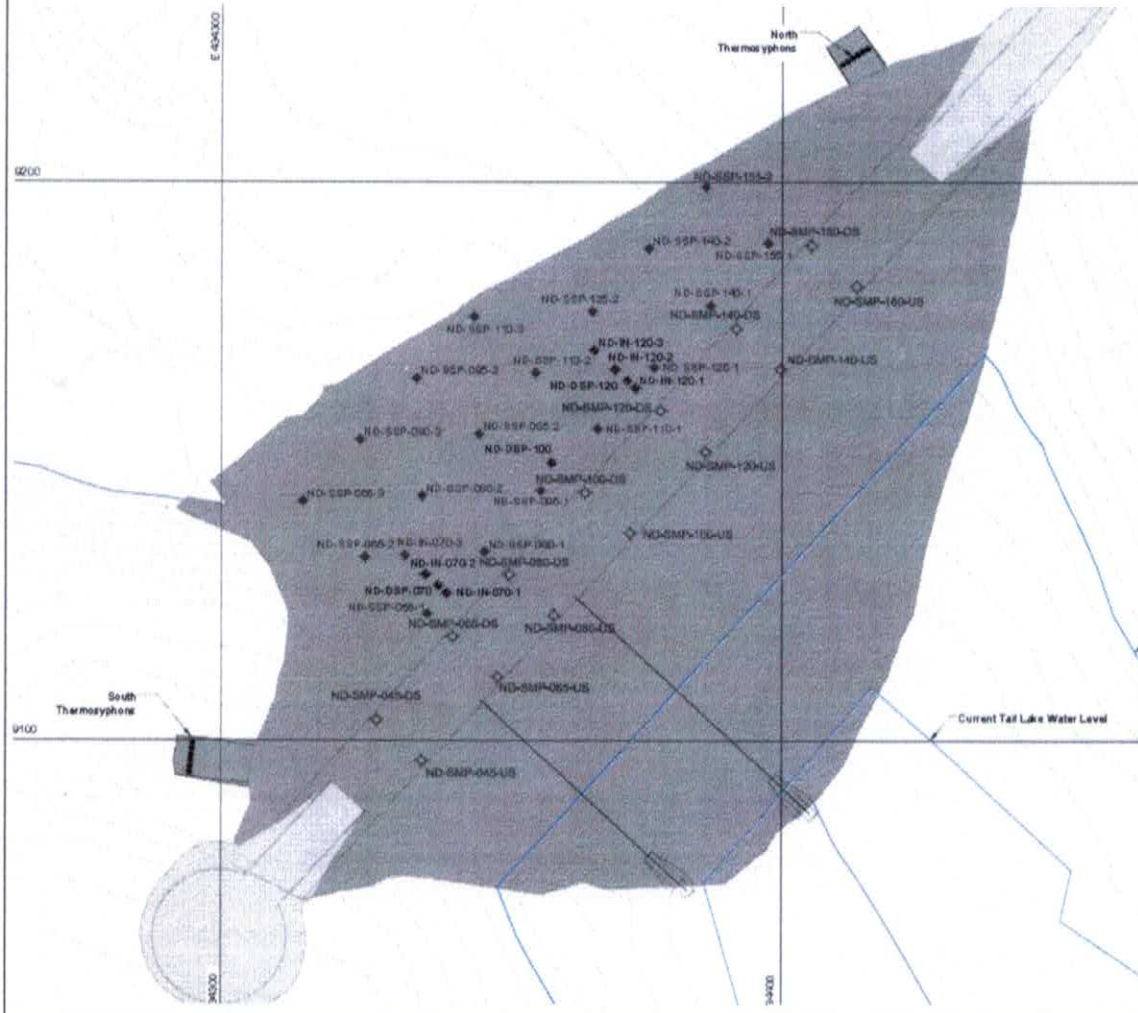 E 434300
North
Thermosyphons
9200
ND-SSP-155-2
ND-SMP-160-DS
ND-SSP-140-2
ND-SSP-155-1
ND-SMP-160-US
ND-SSP-125-2
ND-SSP-140-1
ND-SMP-140-DS
ND-SSP-110-3
ND-IN-120-3
ND-IN-120-2
ND-SSP-110-2
ND-SSP-125-1
ND-SMP-140-US
ND-SSP-095-3
ND-DSP-120
ND-IN-120-1
ND-SMP-120-DS
ND-SSP-095-2
ND-SSP-110-1
ND-SSP-080-3
ND-DSP-100
ND-SMP-120-US
ND-SMP-100-DS
ND-SSP-065-3
ND-SSP-080-2
ND-SSP-095-1
ND-SMP-100-US
ND-SSP-065-2
ND-IN-070-3
ND-SSP-080-1
ND-IN-070-2
ND-SMP-080-DS
ND-DSP-070
ND-IN-070-1
ND-SSP-065-1
ND-SMP-065-DS
ND-SMP-080-US
South
Thermosyphons
ND-SMP-065-US
ND-SMP-045-DS
Current Tail Lake Water Level
9100
ND-SMP-045-US